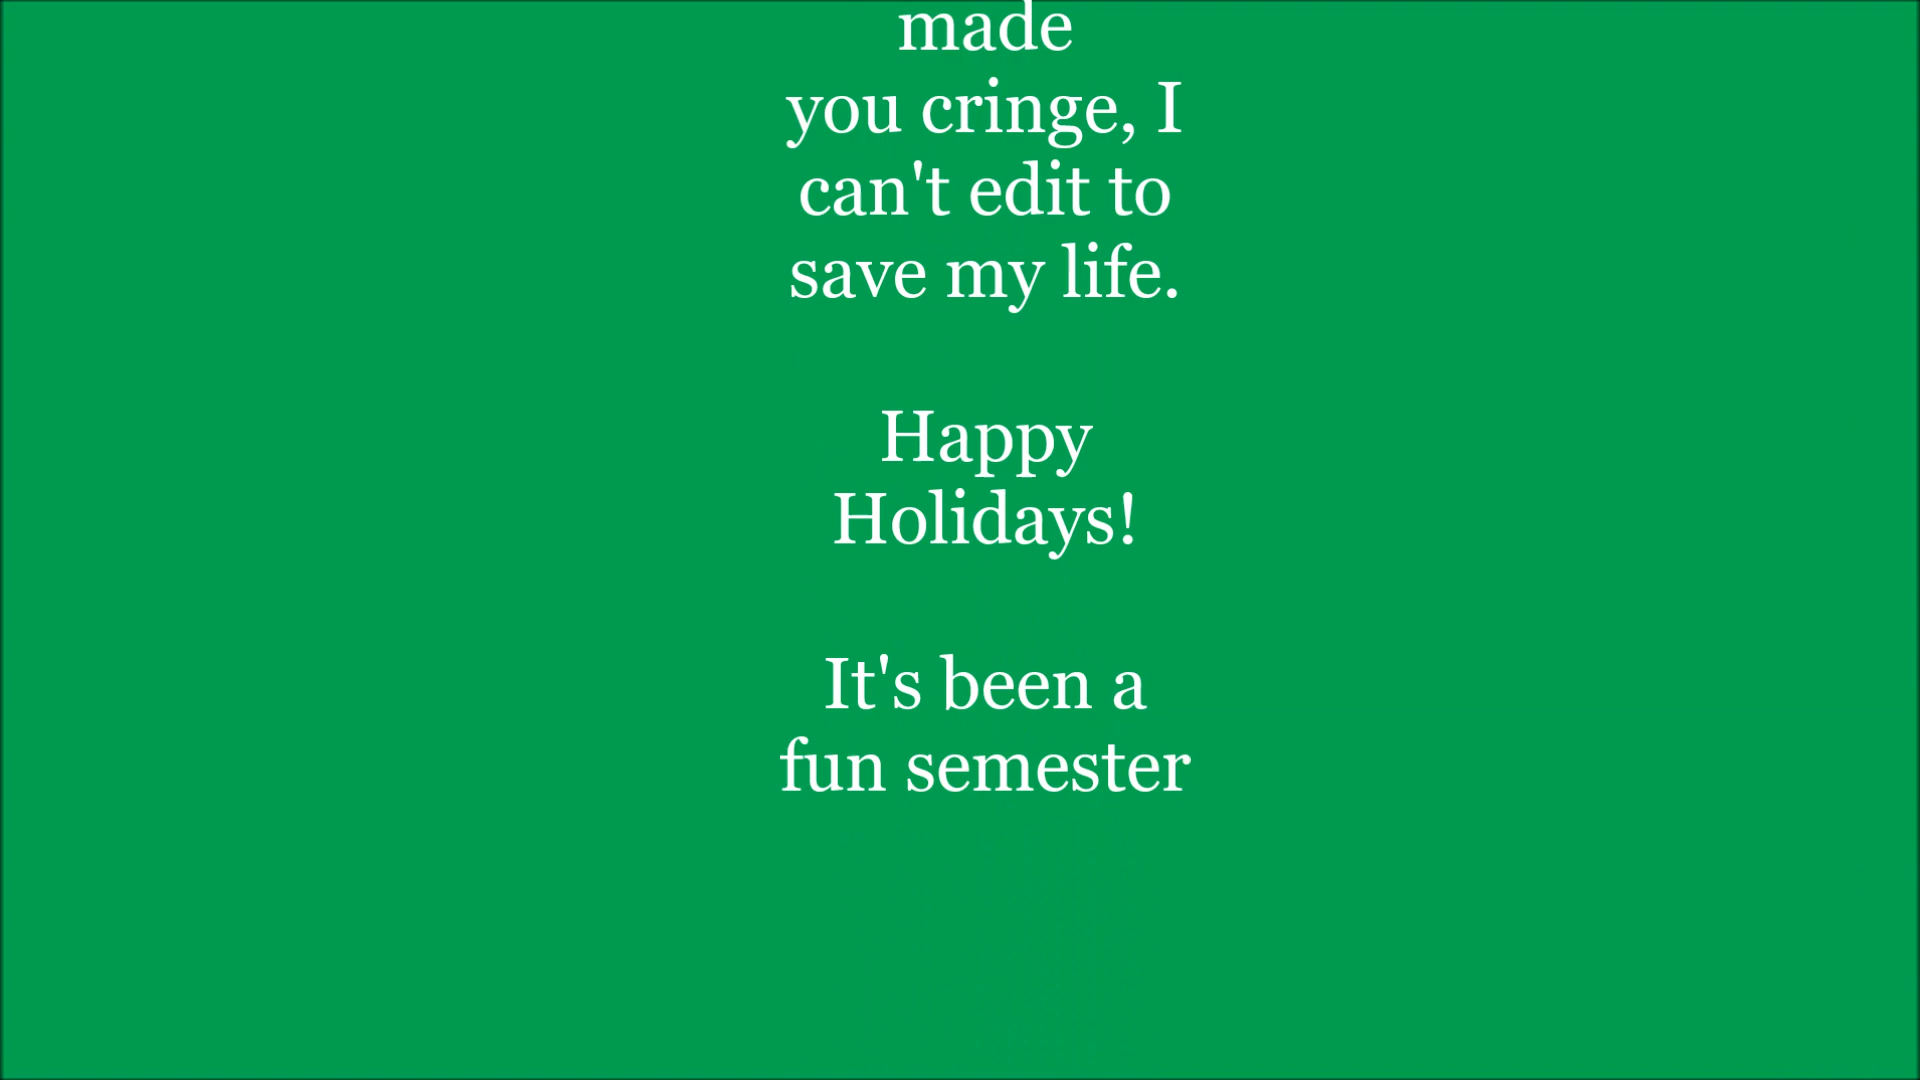 made
you cringe, I
can't edit to
save my life.
Happy
Holidays!
It's been a
fun semester